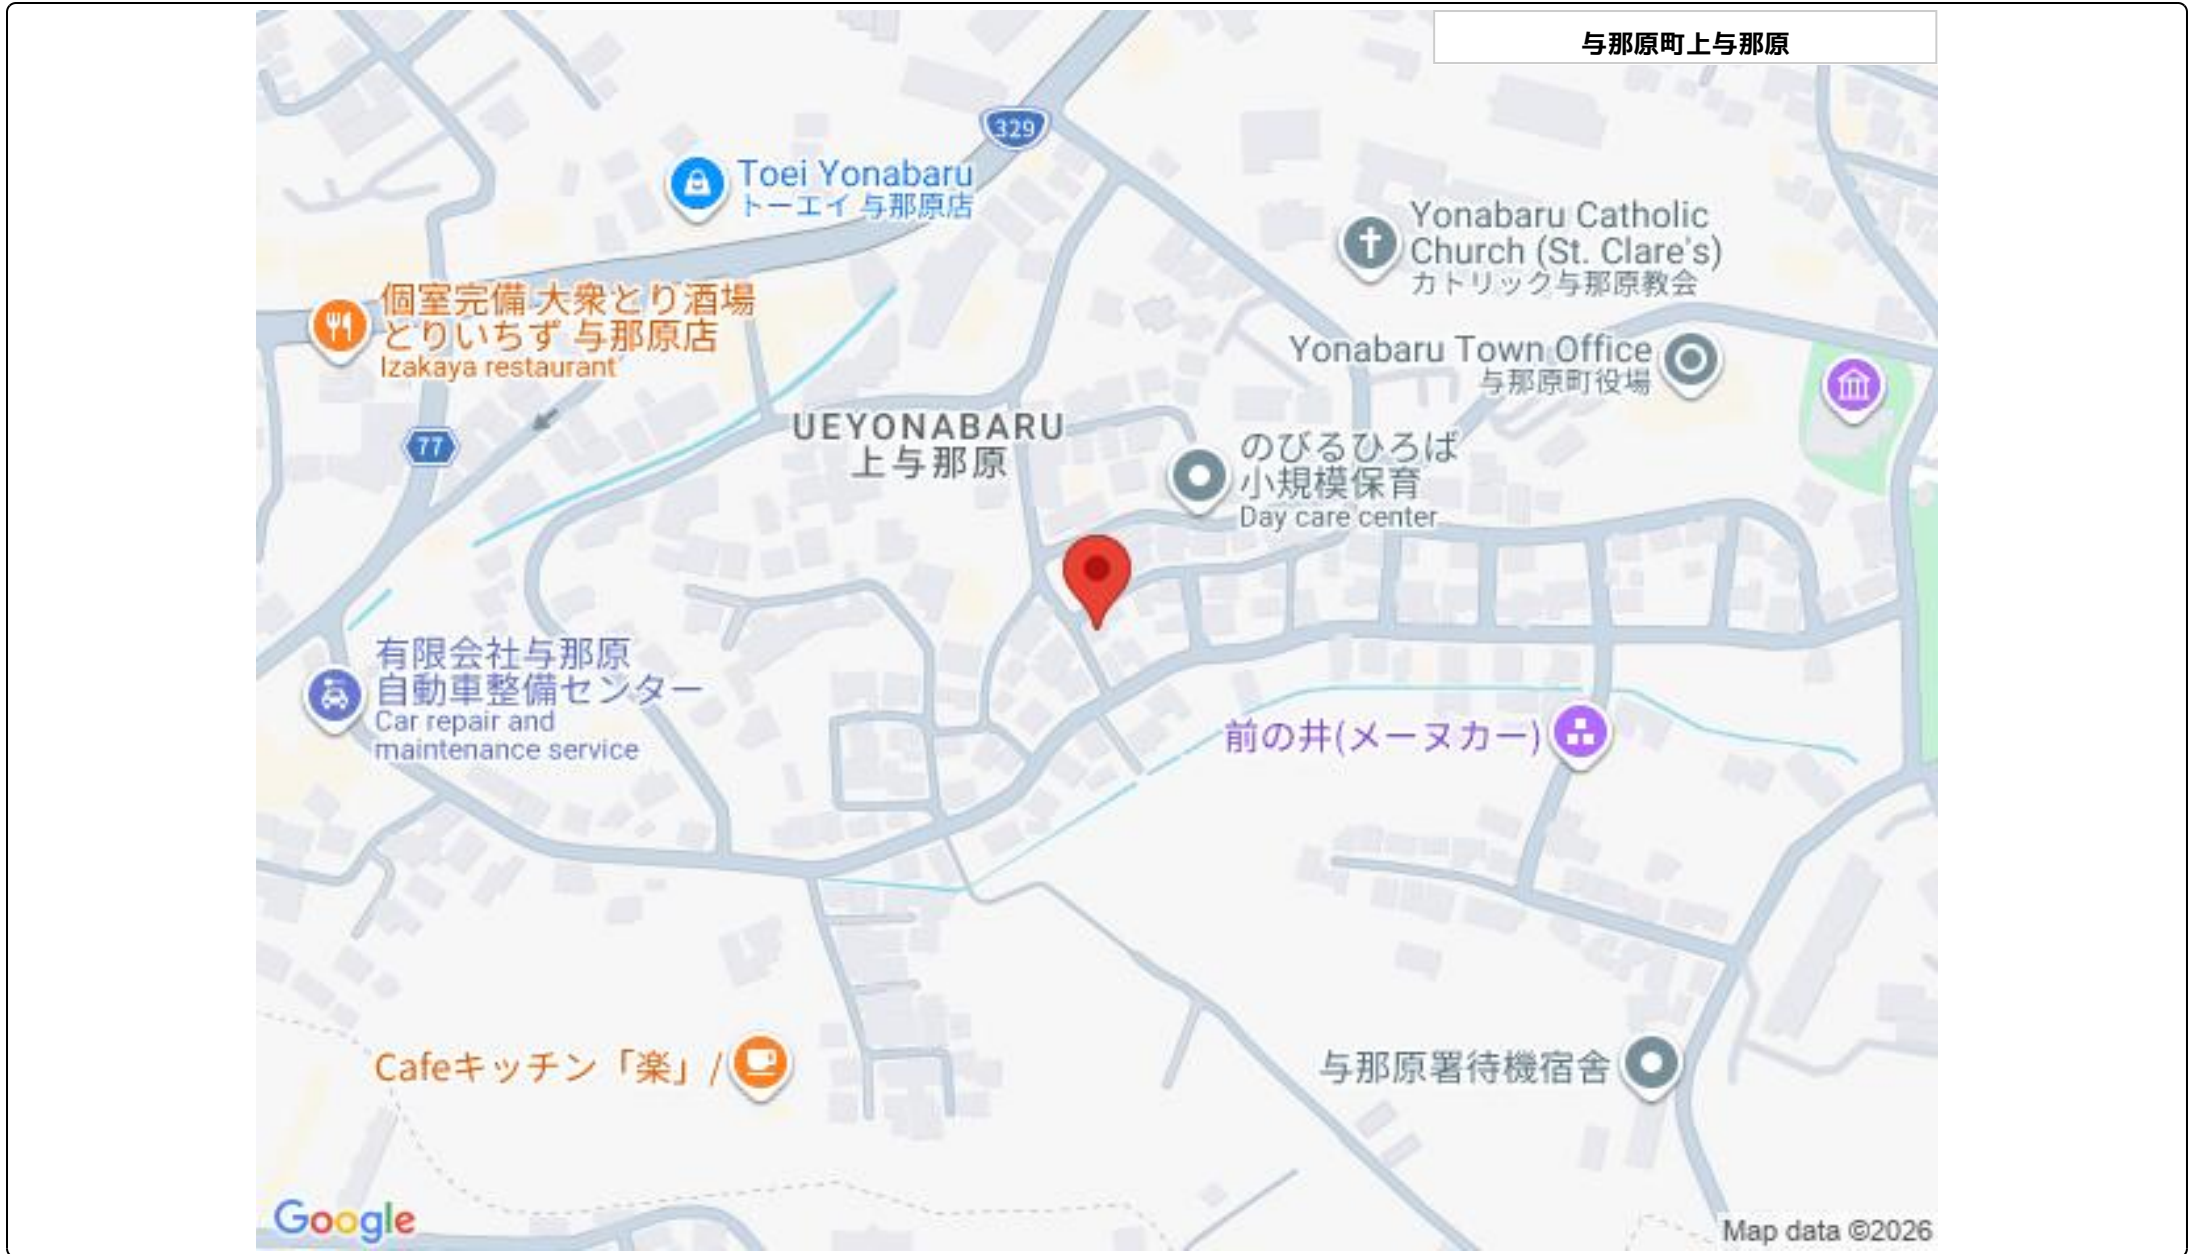 与那原町上与那原
329
Toei Yonabaru
トーエイ 与那原店
Yonabaru Catholic
Church (St. Clare's)
カトリック与那原教会
個室完備 大衆とり酒場
とりいちず 与那原店
Izakaya restaurant
Yonabaru Town Office
与那原町役場
77
UEYONABARU
上与那原
のびるひろば
小規模保育
Day care center
有限会社与那原
自動車整備センター
Car repair and
maintenance service
前の井(メーヌカー)
Cafeキッチン「楽」/
与那原署待機宿舎
Google
Map data ©2026